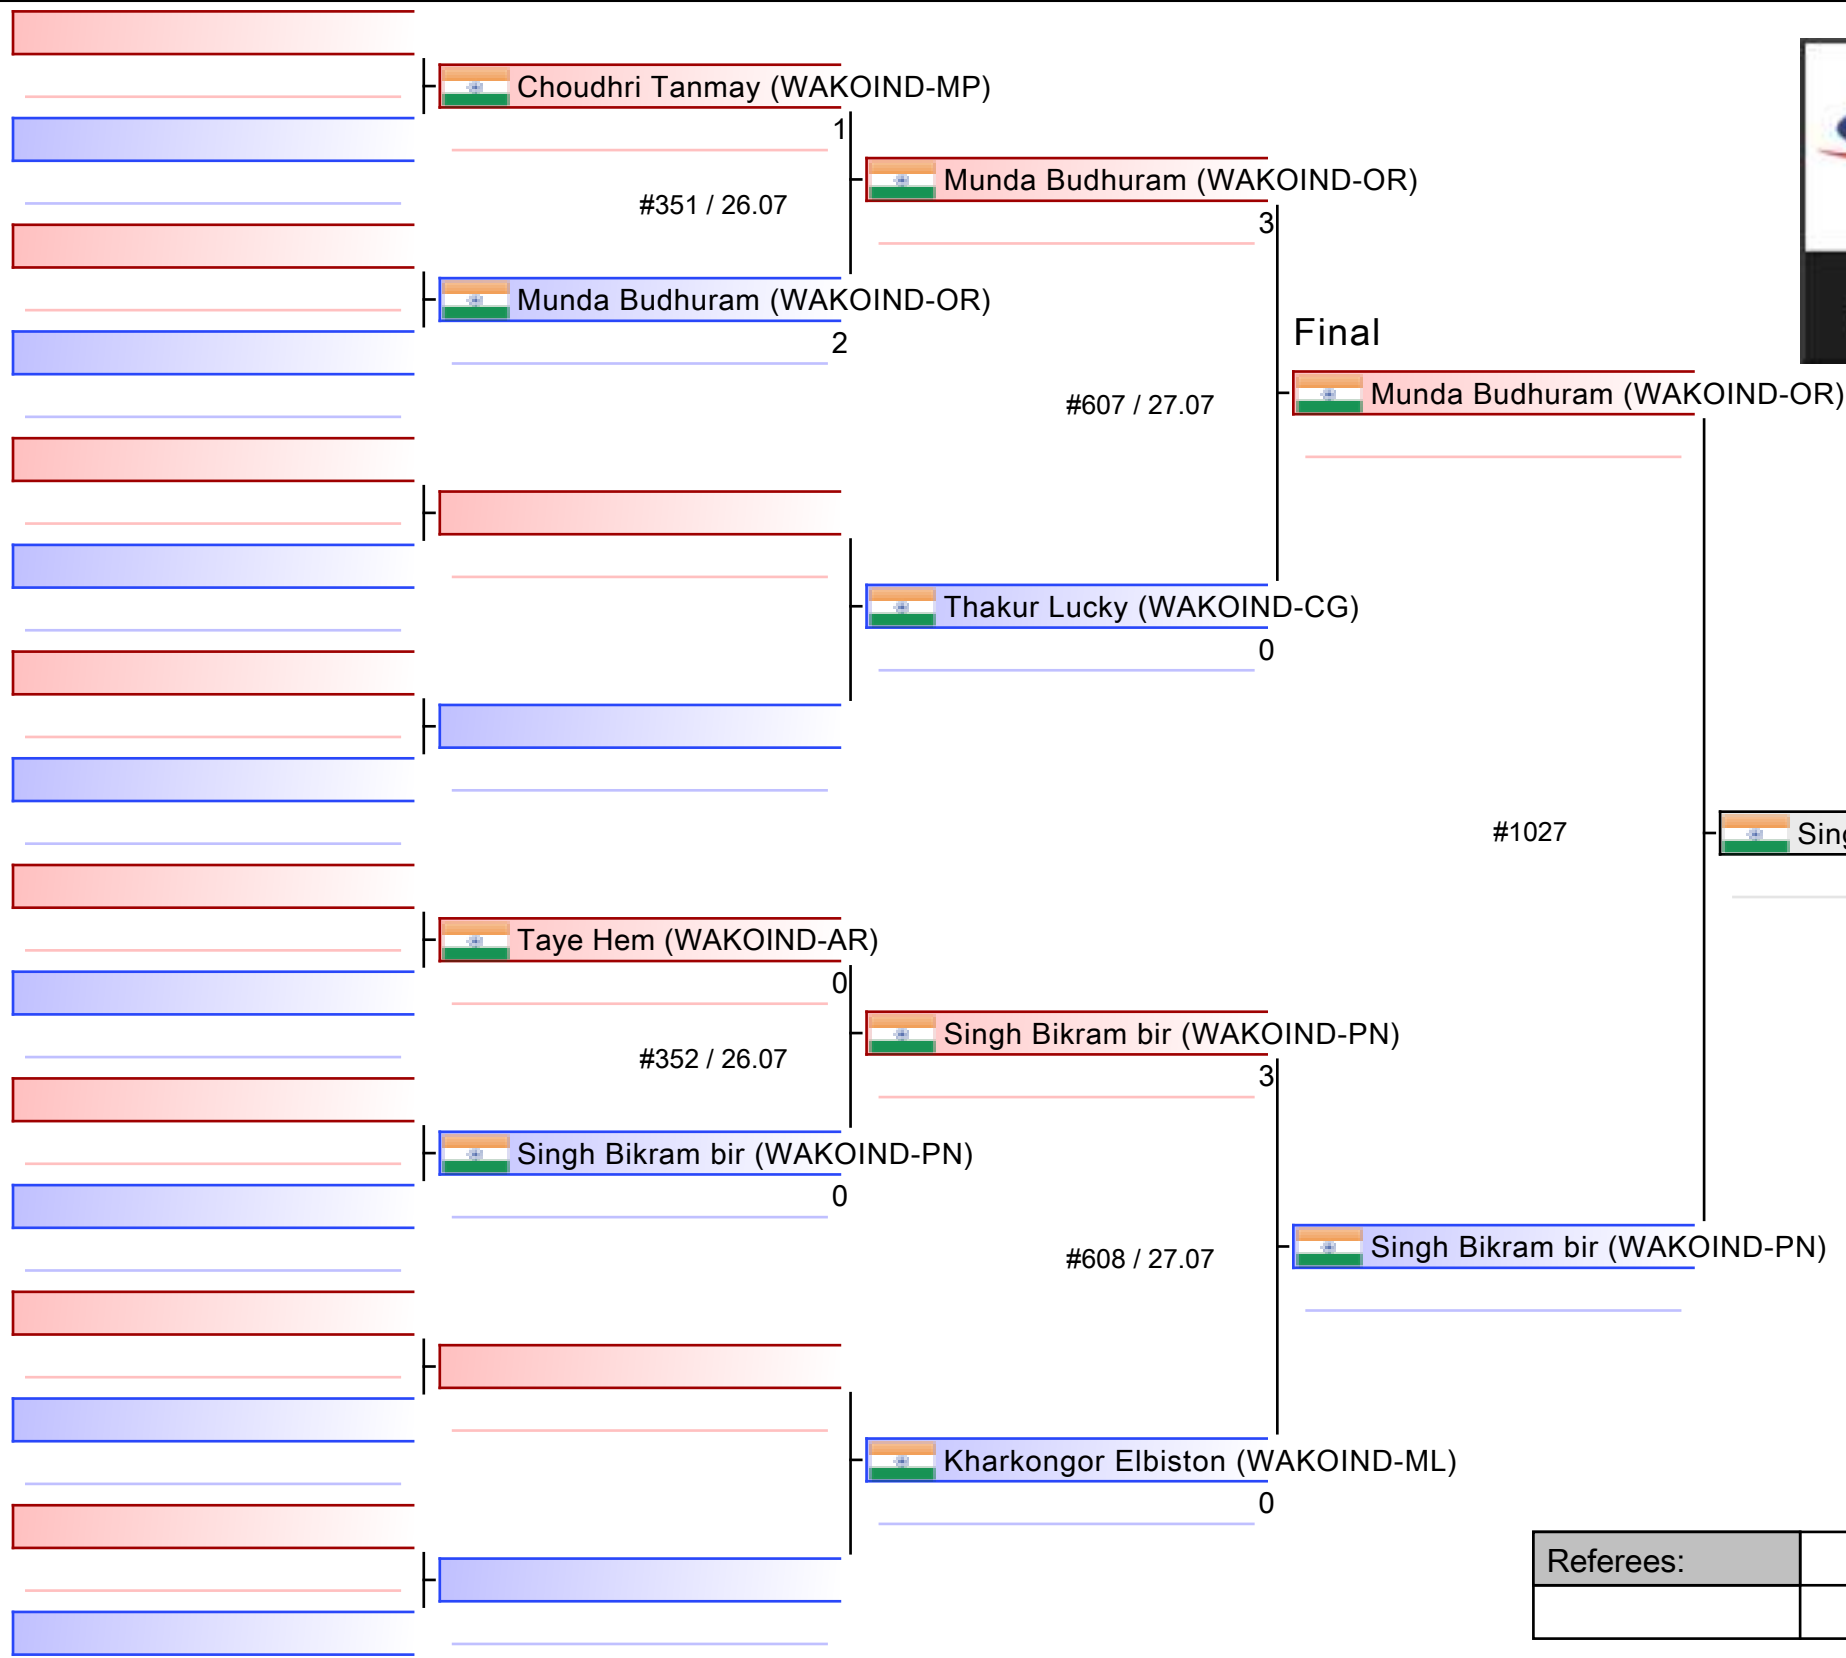 Choudhri Tanmay (WAKOIND-MP)
1
#351 / 26.07
Munda Budhuram (WAKOIND-OR)
2
Munda Budhuram (WAKOIND-OR)
3
#607 / 27.07
Thakur Lucky (WAKOIND-CG)
0
Final
Munda Budhuram (WAKOIND-OR)
#1027
Taye Hem (WAKOIND-AR)
0
#352 / 26.07
Singh Bikram bir (WAKOIND-PN)
0
Singh Bikram bir (WAKOIND-PN)
3
#608 / 27.07
Kharkongor Elbiston (WAKOIND-ML)
0
Singh Bikram bir (WAKOIND-PN)
Referees: